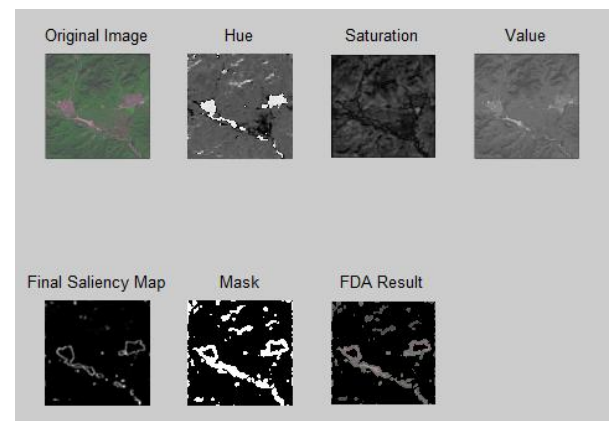 Original Image
Hue
Saturation
Value
Final Saliency Map
Mask
FDA Result